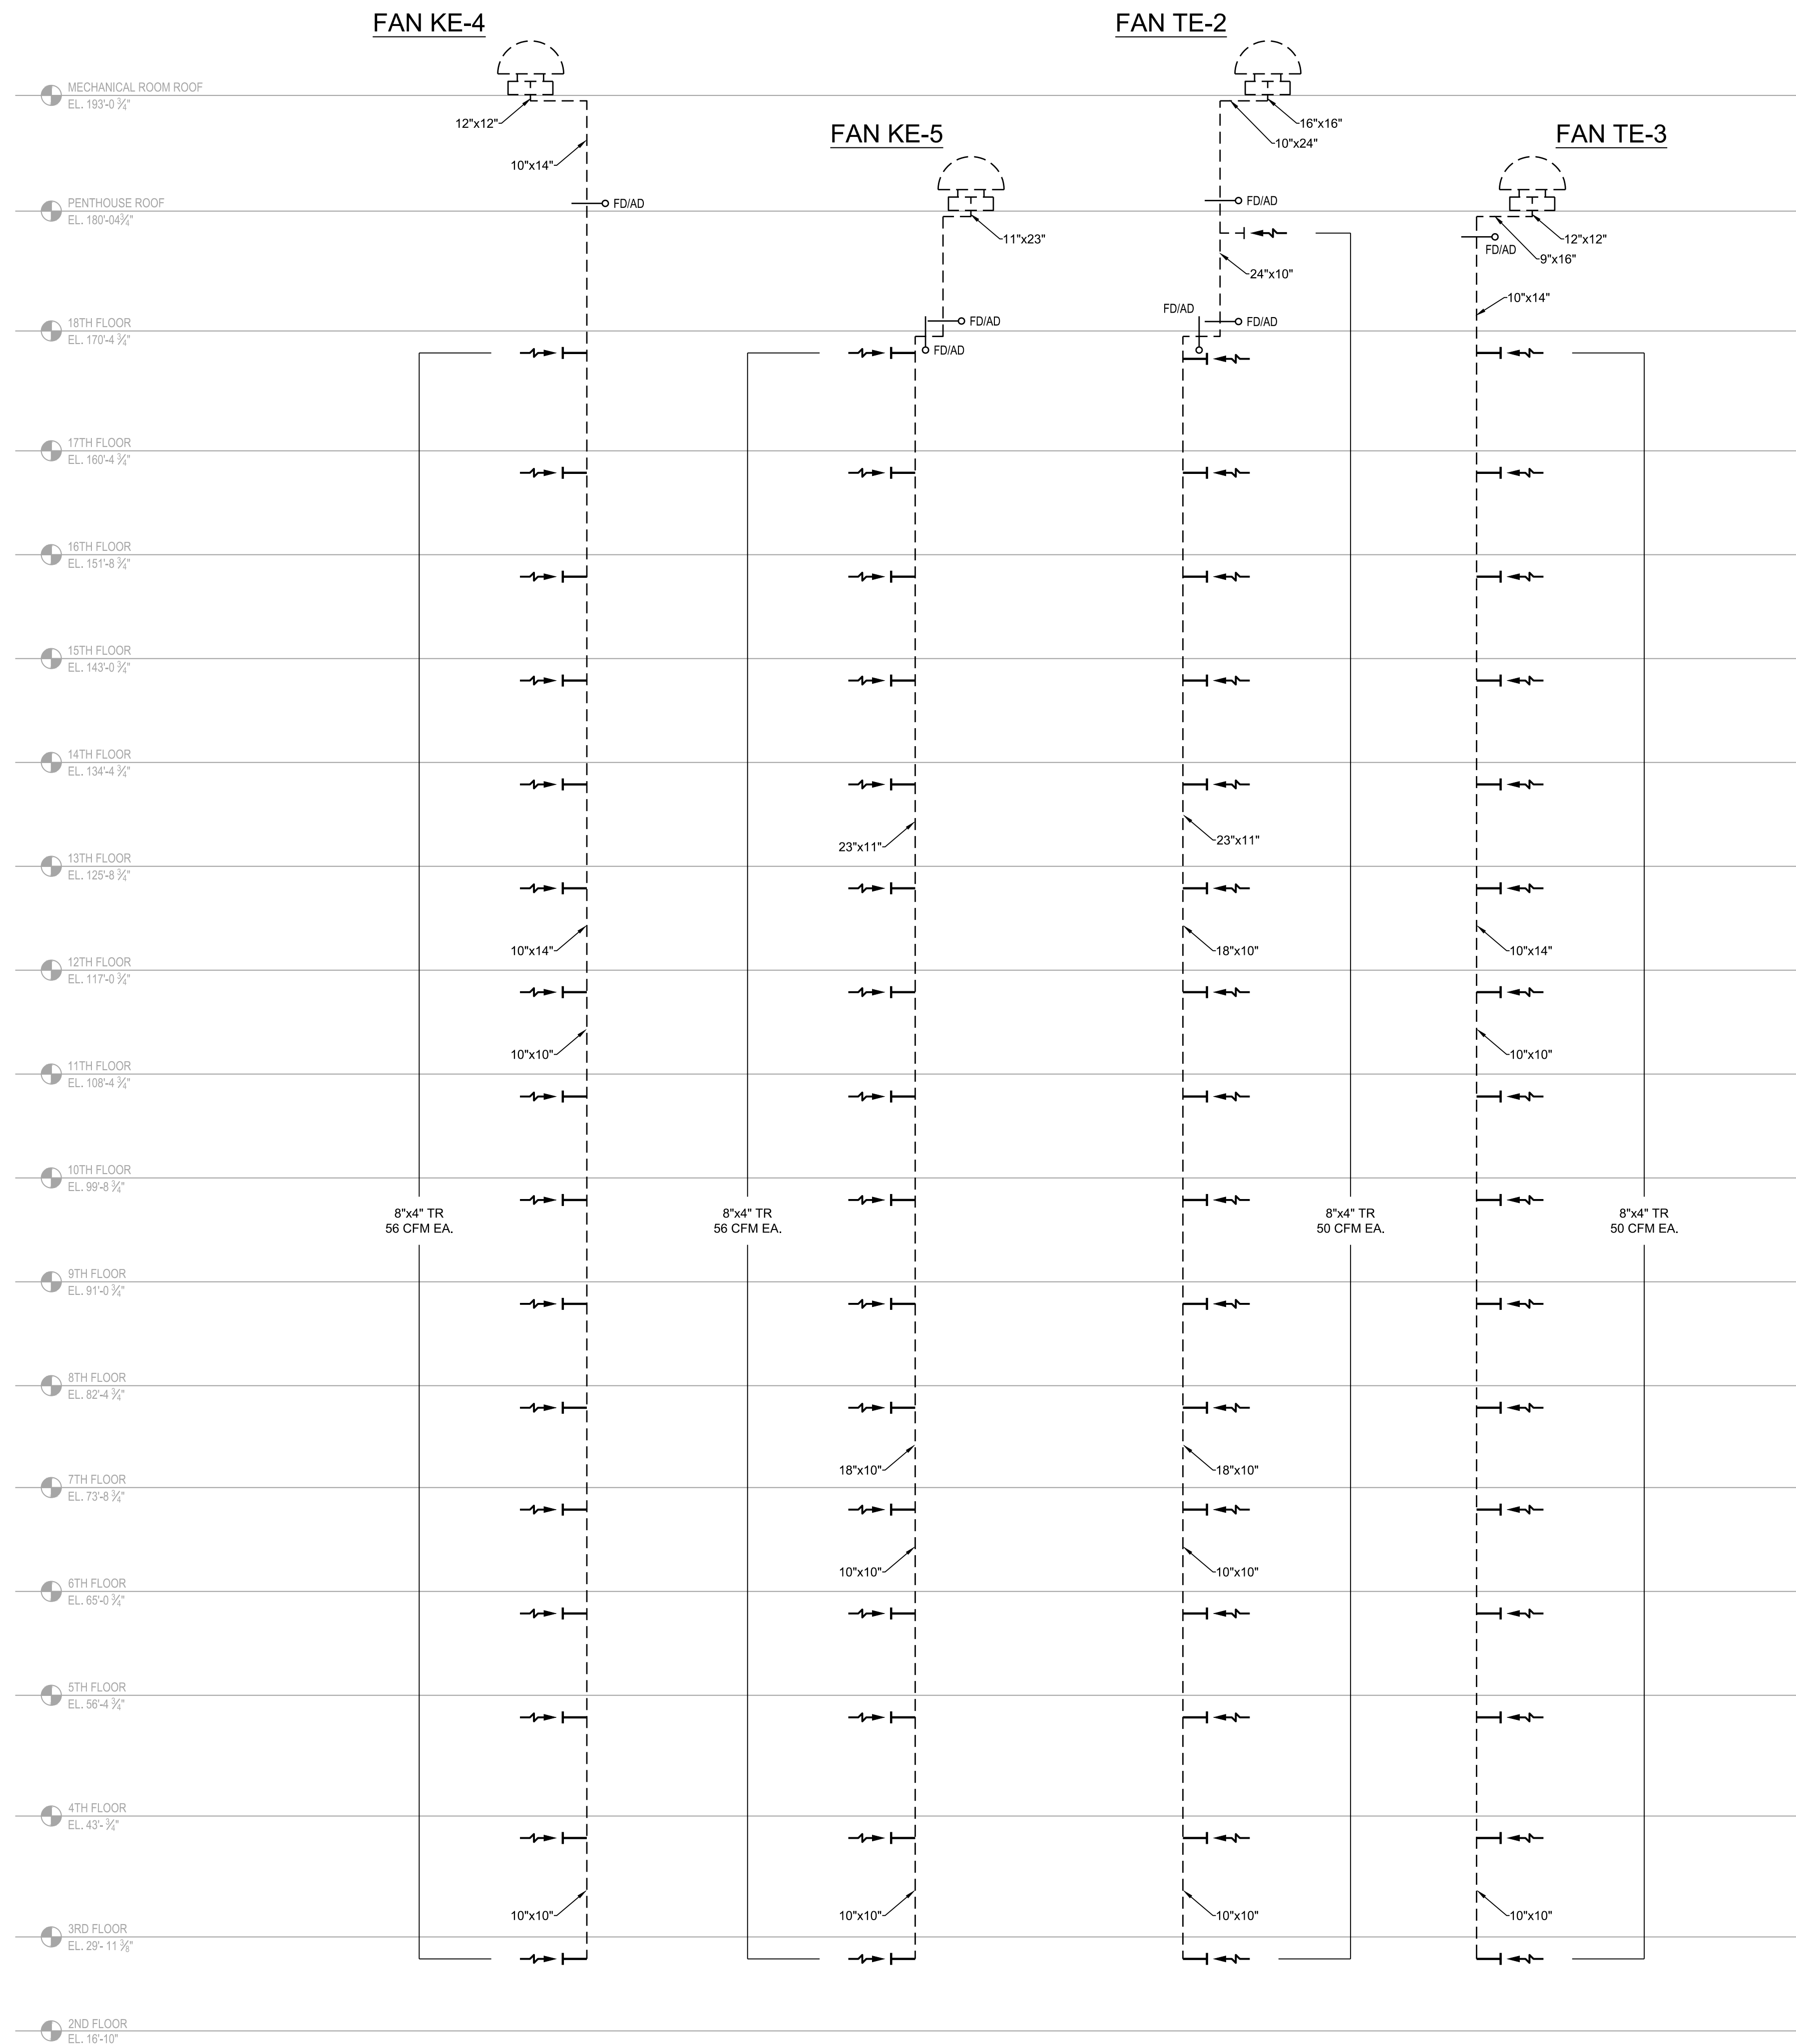 FAN KE-4
FAN TE-2
MECHANICAL ROOM ROOF
EL. 193'-0 ¾"
12"x12"
16"x16"
10"x24"
FAN KE-5
FAN TE-3
10"x14"
PENTHOUSE ROOF
EL. 180'-04¾"
FD/AD
FD/AD
11"x23"
12"x12"
FD/AD
9"x16"
24"x10"
10"x14"
FD/AD
18TH FLOOR
EL. 170'-4 ¾"
FD/AD
FD/AD
FD/AD
17TH FLOOR
EL. 160'-4 ¾"
16TH FLOOR
EL. 151'-8 ¾"
15TH FLOOR
EL. 143'-0 ¾"
14TH FLOOR
EL. 134'-4 ¾"
23"x11"
23"x11"
13TH FLOOR
EL. 125'-8 ¾"
10"x14"
18"x10"
10"x14"
12TH FLOOR
EL. 117'-0 ¾"
10"x10"
10"x10"
11TH FLOOR
EL. 108'-4 ¾"
10TH FLOOR
EL. 99'-8 ¾"
8"x4" TR
56 CFM EA.
8"x4" TR
56 CFM EA.
8"x4" TR
50 CFM EA.
8"x4" TR
50 CFM EA.
9TH FLOOR
EL. 91'-0 ¾"
8TH FLOOR
EL. 82'-4 ¾"
18"x10"
18"x10"
7TH FLOOR
EL. 73'-8 ¾"
10"x10"
10"x10"
6TH FLOOR
EL. 65'-0 ¾"
5TH FLOOR
EL. 56'-4 ¾"
4TH FLOOR
EL. 43'- ¾"
10"x10"
10"x10"
10"x10"
10"x10"
3RD FLOOR
EL. 29'- 11 ⅜"
2ND FLOOR
EL. 16'-10"